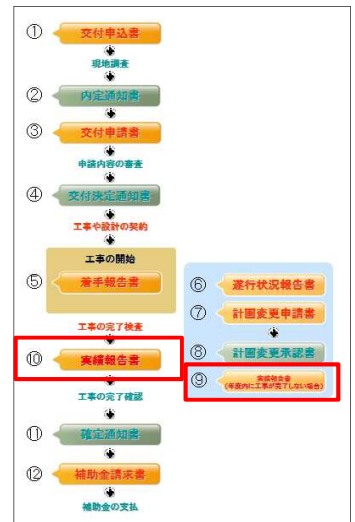 ① 交付申込書
現地調査
② 内定通知書
③ 交付申請書
申請内容の審査
④ 交付決定通知書
工事や設計の契約
工事の開始
⑤ 着手報告書
工事の完了検査
⑩ 実績報告書
工事の完了確認
⑪ 確定通知書
⑫ 補助金請求書
補助金の支払
⑥ 遂行状況報告書
⑦ 計画変更申請書
⑧ 計画変更承認書
⑨ 実績報告書
(年度内に工事が完了しない場合)